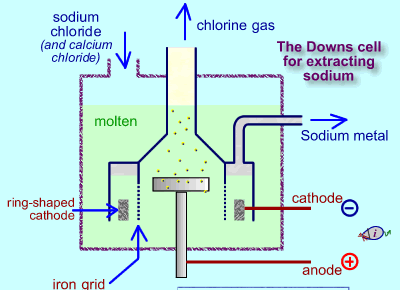 sodium
chloride
(and calcium
chloride)
chlorine gas
The Downs cell
for extracting
sodium
molten
Sodium metal
ring-shaped
cathode
cathode
−
i
anode
+
iron grid